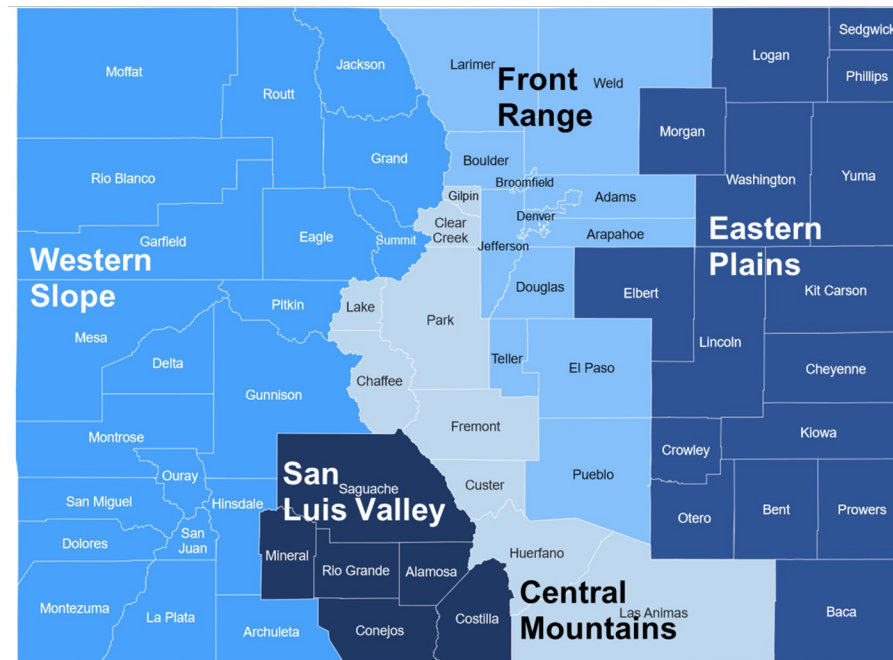 Moffat
Routt
Jackson
Larimer
Front
Range
Weld
Logan
Sedgwick
Phillips
Morgan
Grand
Boulder
Rio Blanco
Broomfield
Washington
Yuma
Gilpin
Adams
Denver
Clear
Creek
Eagle
Summit
Garfield
Jefferson
Arapahoe
Eastern
Plains
Western
Slope
Douglas
Elbert
Kit Carson
Pitkin
Lake
Park
Mesa
Lincoln
Delta
Teller
El Paso
Cheyenne
Chaffee
Gunnison
Fremont
Montrose
Kiowa
Crowley
Ouray
San
Luis Valley
Saguache
Custer
Pueblo
San Miguel
HInsdale
Otero
Bent
Prowers
Dolores
San
Juan
Mineral
Rio Grande
Alamosa
Huerfano
Central
Mountains
Las Animas
Montezuma
La Plata
Archuleta
Conejos
Costilla
Baca